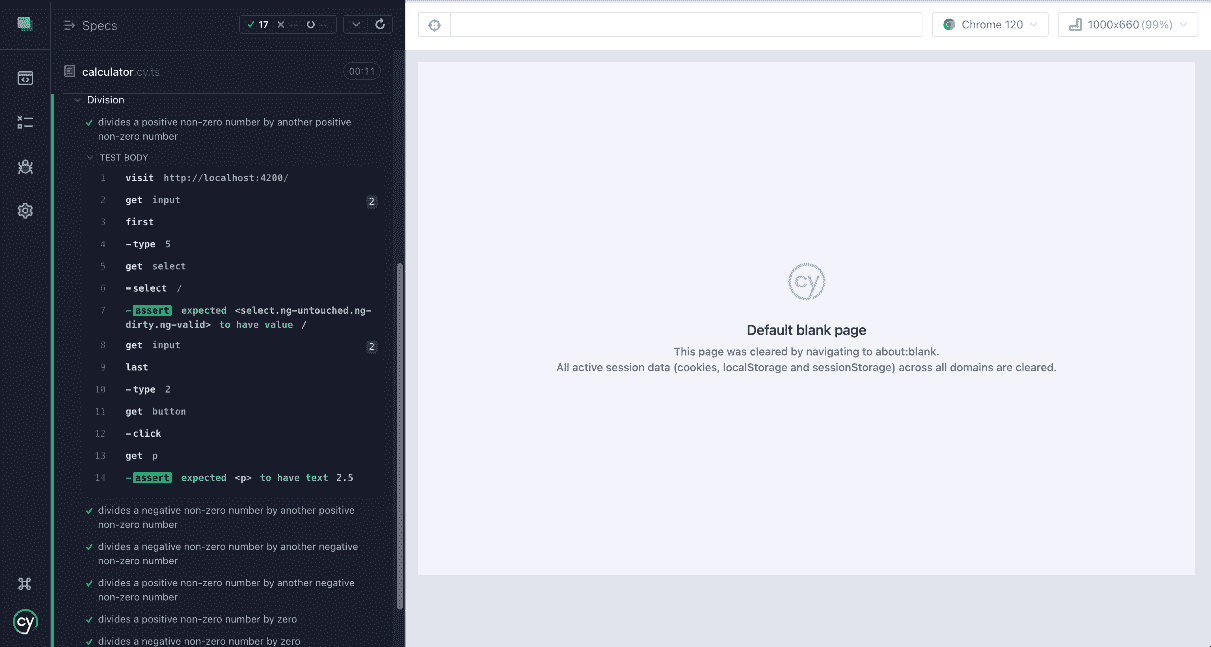 Specs
17 -- --
calculator.cy.ts
00:11
Division
divides a positive non-zero number by another positive
non-zero number
TEST BODY
1 visit http://localhost:4200/
2 get input 2
3 first
4 -type 5
5 get select
6 -select /
7 -assert expected <select.ng-untouched.ng-
dirty.ng-valid> to have value /
8 get input 2
9 last
10 -type 2
11 get button
12 -click
13 get p
14 -assert expected <p> to have text 2.5
divides a negative non-zero number by another positive
non-zero number
divides a negative non-zero number by another negative
non-zero number
divides a positive non-zero number by another negative
non-zero number
divides a positive non-zero number by zero
divides a negative non-zero number by zero
cy
Chrome 120
1000x660 (99%)
cy
Default blank page
This page was cleared by navigating to about:blank.
All active session data (cookies, localStorage and sessionStorage) across all domains are cleared.